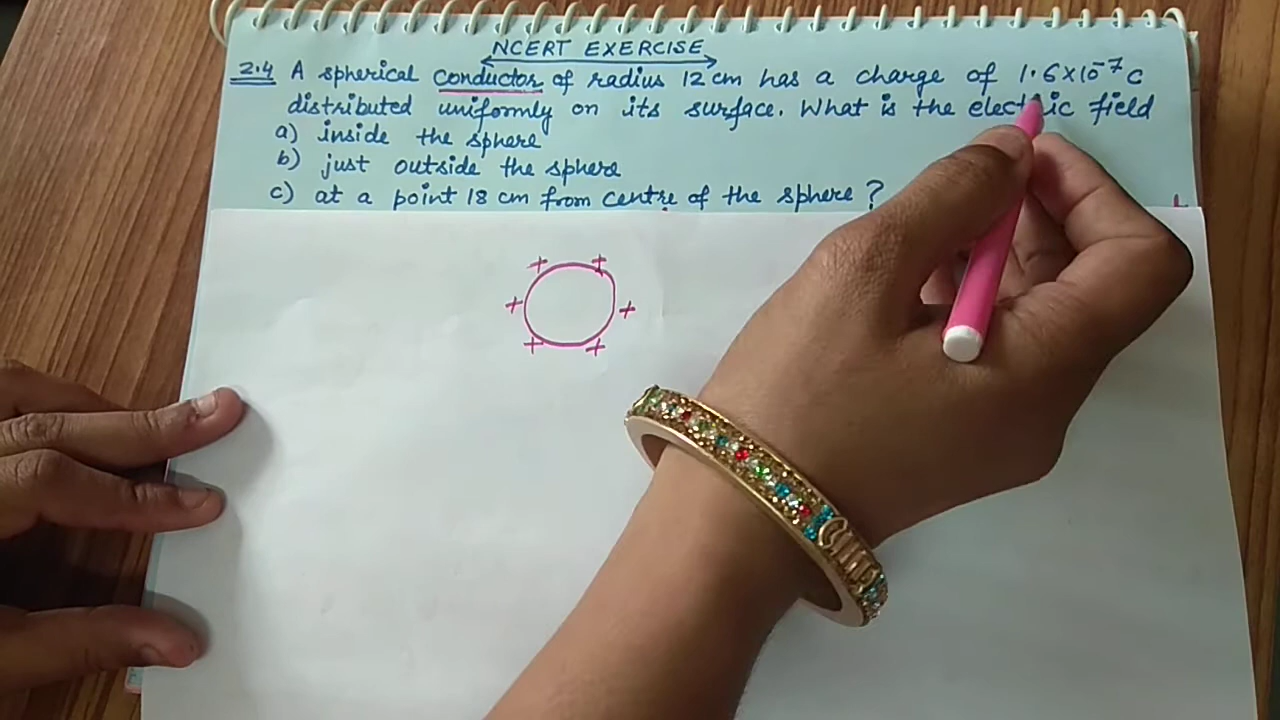 NCERT EXERCISE
2.4 A spherical conductor of radius 12 cm has a charge of 1.6×10⁻⁷ C
distributed uniformly on its surface. What is the electric field
a) inside the sphere
b) just outside the sphere
c) at a point 18 cm from centre of the sphere?
+ +
+ +
+ +